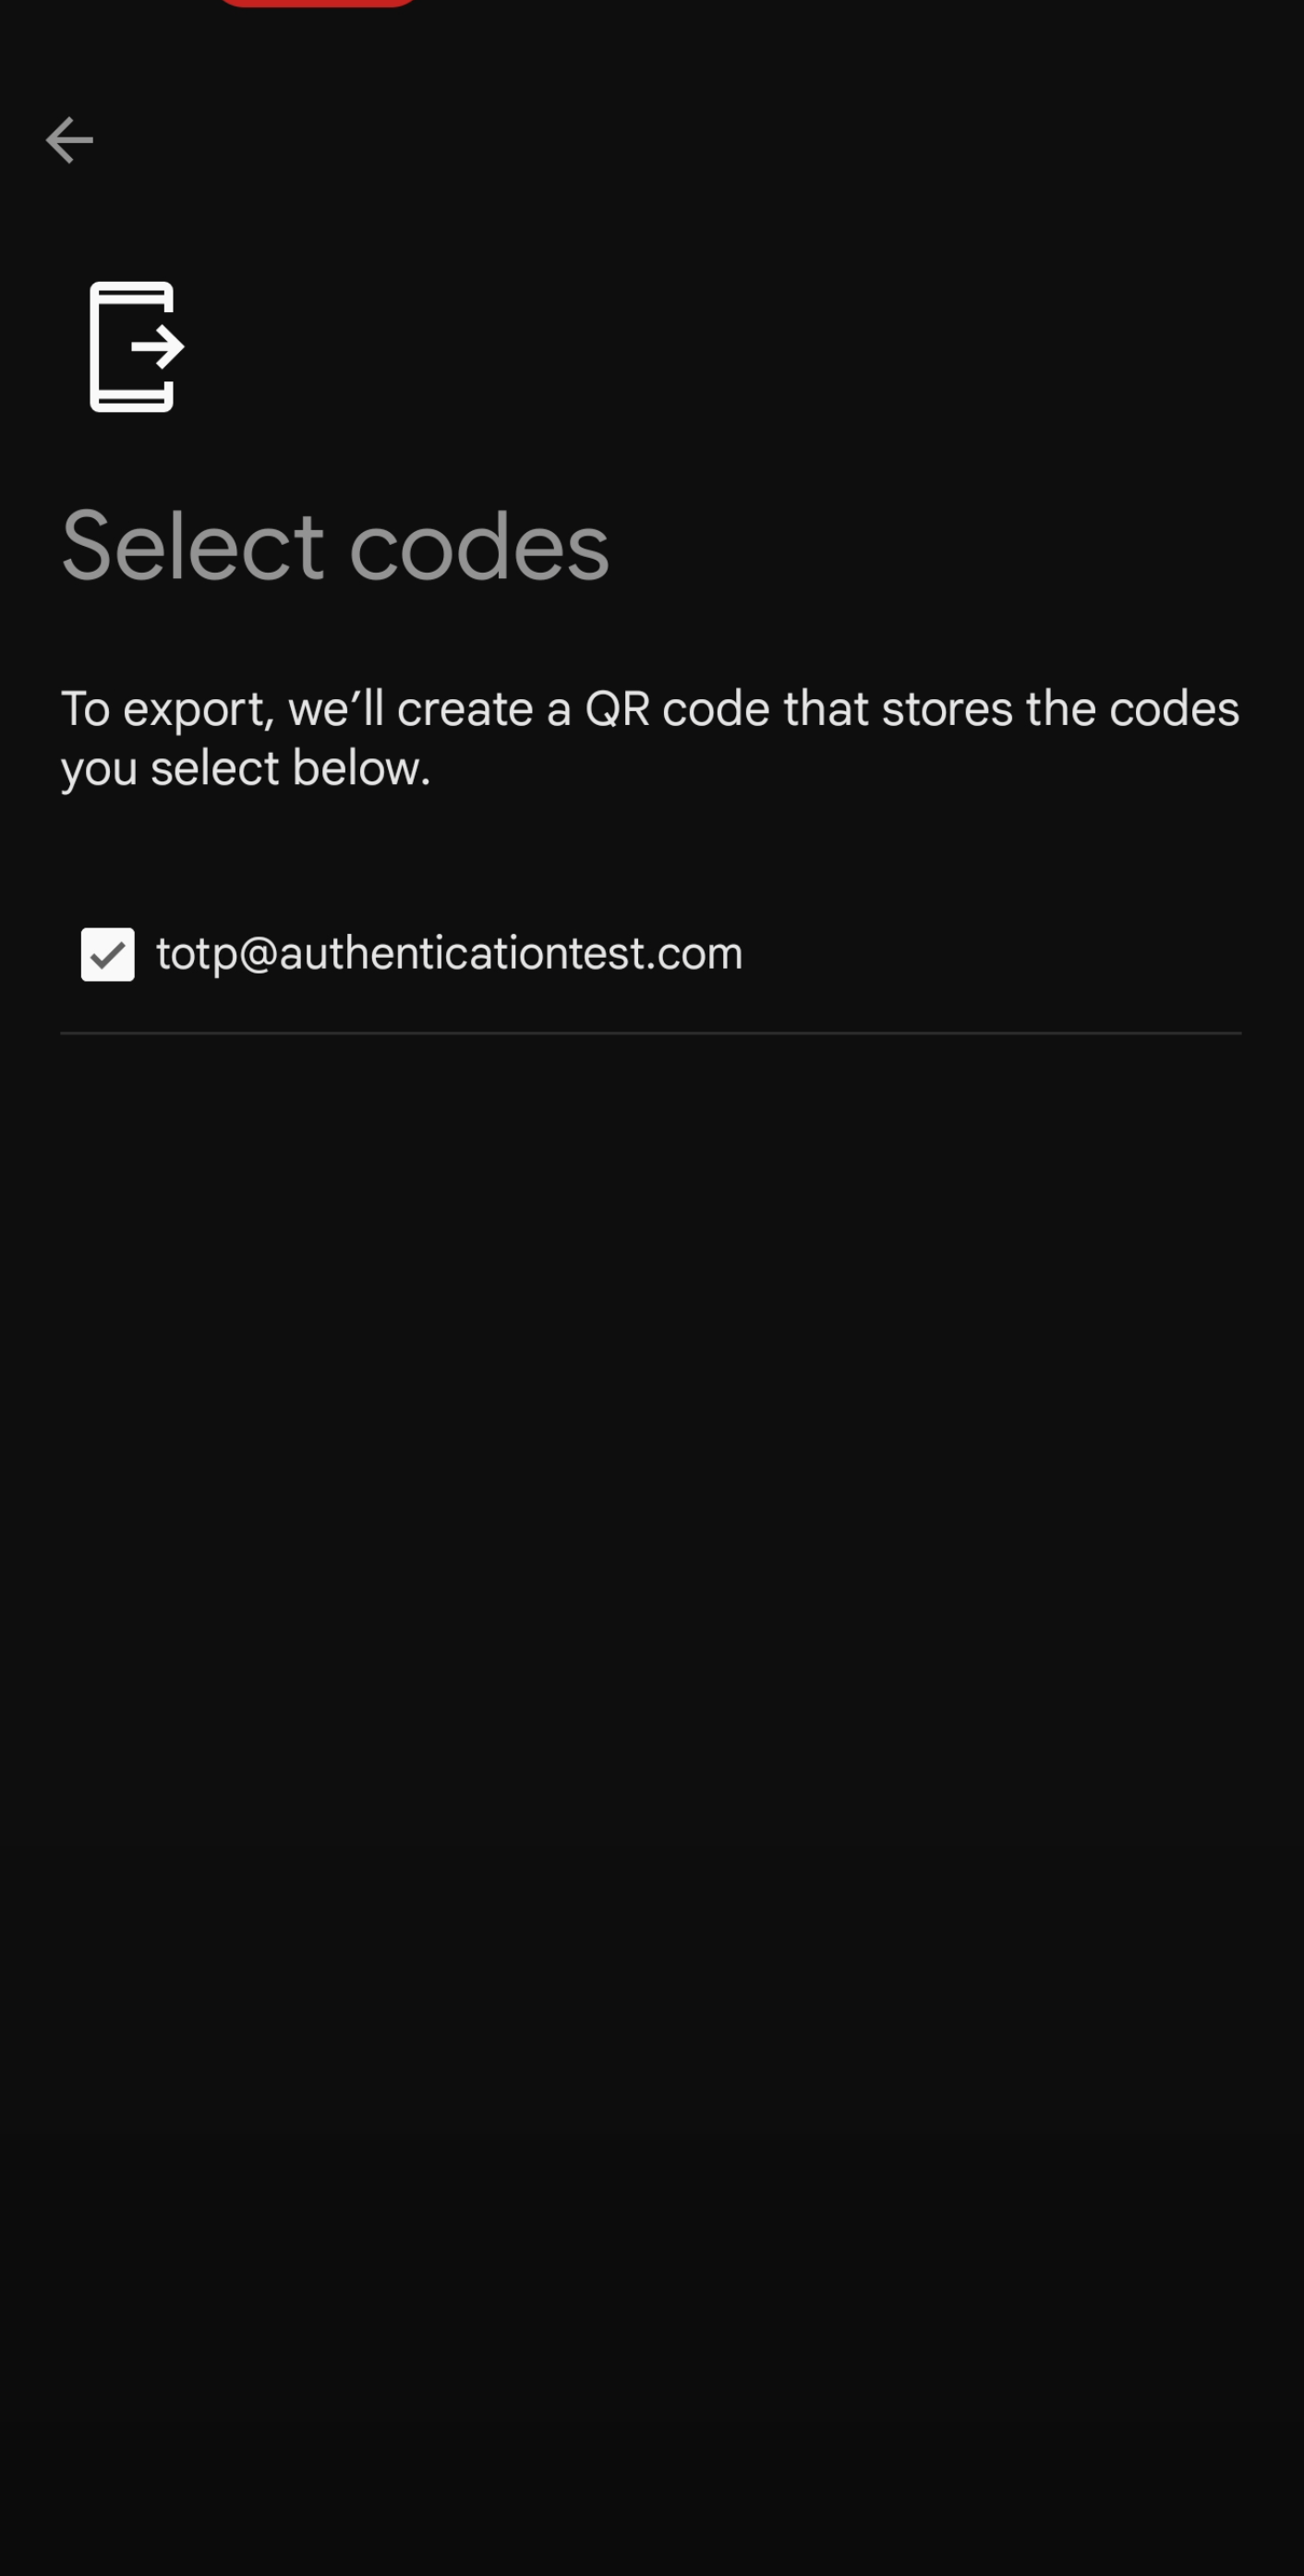 Select codes
To export, we’ll create a QR code that stores the codes
you select below.
totp@authenticationtest.com